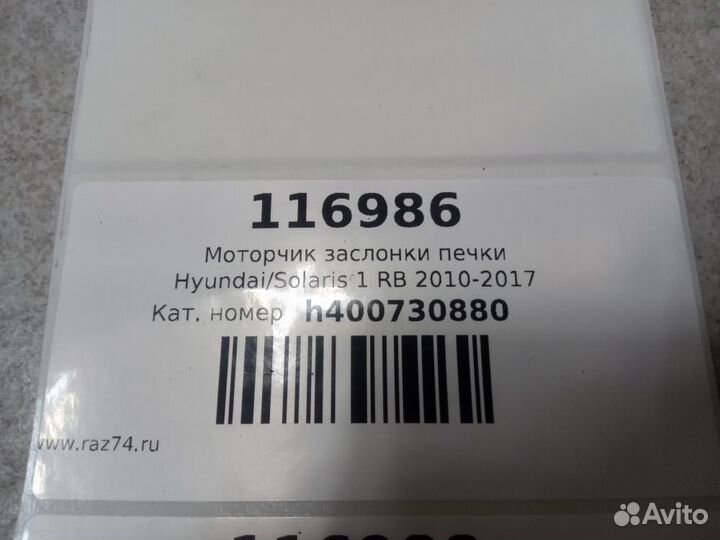 116986
Моторчик заслонки печки
Hyundai/Solaris 1 RB 2010-2017
Кат. номер h400730880
www.raz74.ru
Avito